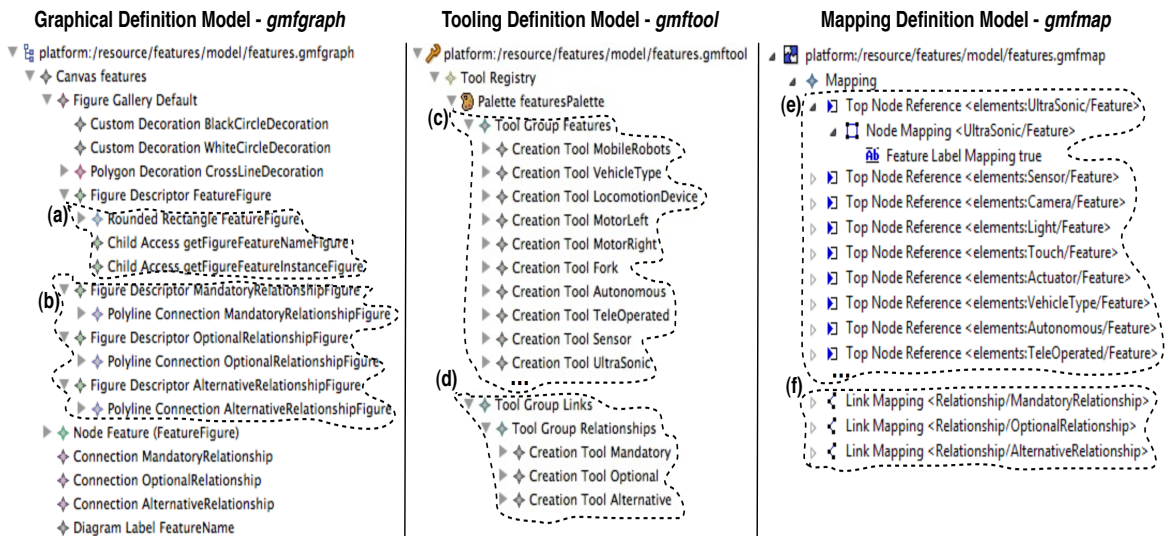 Graphical Definition Model - gmfgraph
platform:/resource/features/model/features.gmfgraph
Canvas features
Figure Gallery Default
Custom Decoration BlackCircleDecoration
Custom Decoration WhiteCircleDecoration
Polygon Decoration CrossLineDecoration
Figure Descriptor FeatureFigure
(a)
Rounded Rectangle FeatureFigure
Child Access getFigureFeatureNameFigure
Child Access getFigureFeatureInstanceFigure
(b)
Figure Descriptor MandatoryRelationshipFigure
Polyline Connection MandatoryRelationshipFigure
Figure Descriptor OptionalRelationshipFigure
Polyline Connection OptionalRelationshipFigure
Figure Descriptor AlternativeRelationshipFigure
Polyline Connection AlternativeRelationshipFigure
Node Feature (FeatureFigure)
Connection MandatoryRelationship
Connection OptionalRelationship
Connection AlternativeRelationship
Diagram Label FeatureName
Tooling Definition Model - gmftool
platform:/resource/features/model/features.gmftool
Tool Registry
Palette featuresPalette
(c)
Tool Group Features
Creation Tool MobileRobots
Creation Tool VehicleType
Creation Tool LocomotionDevice
Creation Tool MotorLeft
Creation Tool MotorRight
Creation Tool Fork
Creation Tool Autonomous
Creation Tool TeleOperated
Creation Tool Sensor
Creation Tool UltraSonic
...
(d)
Tool Group Links
Tool Group Relationships
Creation Tool Mandatory
Creation Tool Optional
Creation Tool Alternative
Mapping Definition Model - gmfmap
platform:/resource/features/model/features.gmfmap
Mapping
(e)
Top Node Reference <elements:UltraSonic/Feature>
Node Mapping <UltraSonic/Feature>
Ab Feature Label Mapping true
Top Node Reference <elements:Sensor/Feature>
Top Node Reference <elements:Camera/Feature>
Top Node Reference <elements:Light/Feature>
Top Node Reference <elements:Touch/Feature>
Top Node Reference <elements:Actuator/Feature>
Top Node Reference <elements:VehicleType/Feature>
Top Node Reference <elements:Autonomous/Feature>
Top Node Reference <elements:TeleOperated/Feature>
...
(f)
Link Mapping <Relationship/MandatoryRelationship>
Link Mapping <Relationship/OptionalRelationship>
Link Mapping <Relationship/AlternativeRelationship>